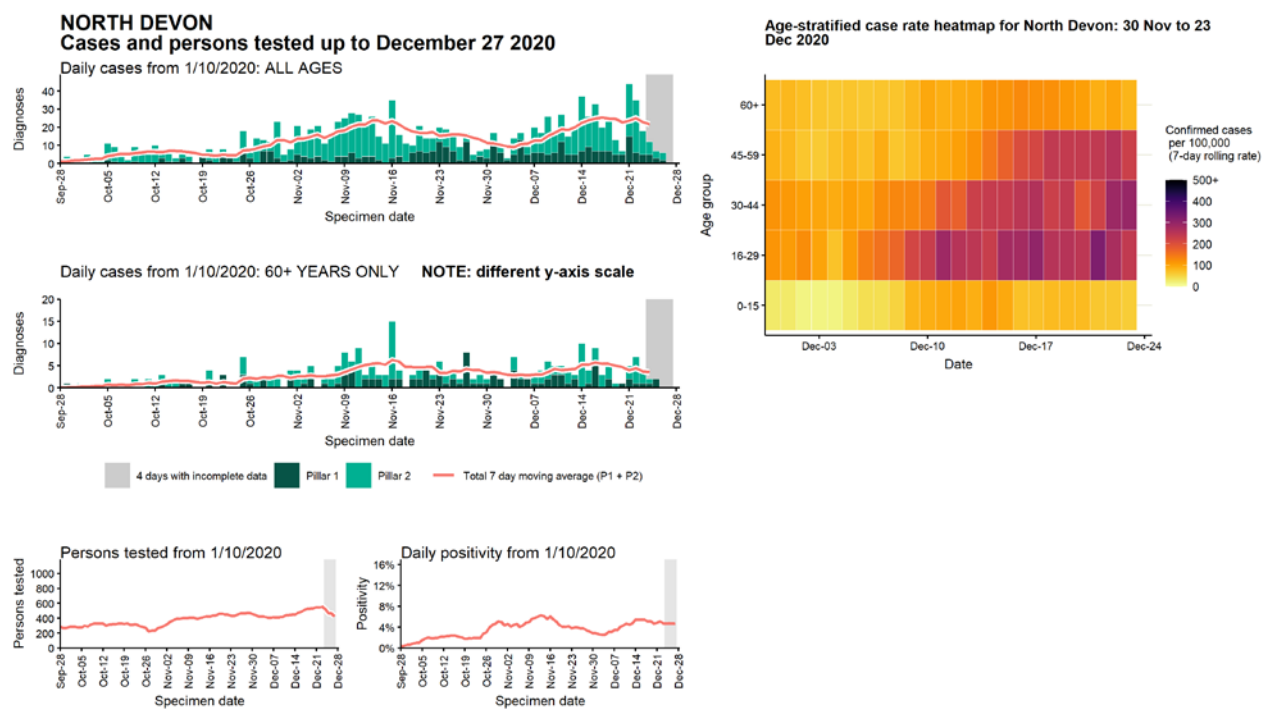 NORTH DEVON
Cases and persons tested up to December 27 2020
Daily cases from 1/10/2020: ALL AGES
Diagnoses
40
30
20
10
0
Sep-28
Oct-05
Oct-12
Oct-19
Oct-26
Nov-02
Nov-09
Nov-16
Nov-23
Nov-30
Dec-07
Dec-14
Dec-21
Dec-28
Specimen date
Daily cases from 1/10/2020: 60+ YEARS ONLY NOTE: different y-axis scale
Diagnoses
20
15
10
5
0
Sep-28
Oct-05
Oct-12
Oct-19
Oct-26
Nov-02
Nov-09
Nov-16
Nov-23
Nov-30
Dec-07
Dec-14
Dec-21
Dec-28
Specimen date
4 days with incomplete data
Pillar 1
Pillar 2
Total 7 day moving average (P1 + P2)
Persons tested from 1/10/2020
Persons tested
1000
800
600
400
200
0
Sep-28
Oct-05
Oct-12
Oct-19
Oct-26
Nov-02
Nov-09
Nov-16
Nov-23
Nov-30
Dec-07
Dec-14
Dec-21
Dec-28
Specimen date
Daily positivity from 1/10/2020
Positivity
16%
12%
8%
4%
0%
Sep-28
Oct-05
Oct-12
Oct-19
Oct-26
Nov-02
Nov-09
Nov-16
Nov-23
Nov-30
Dec-07
Dec-14
Dec-21
Dec-28
Specimen date
Age-stratified case rate heatmap for North Devon: 30 Nov to 23
Dec 2020
Age group
60+
45-59
30-44
16-29
0-15
Dec-03
Dec-10
Dec-17
Dec-24
Date
Confirmed cases
per 100,000
(7-day rolling rate)
500+
400
300
200
100
0